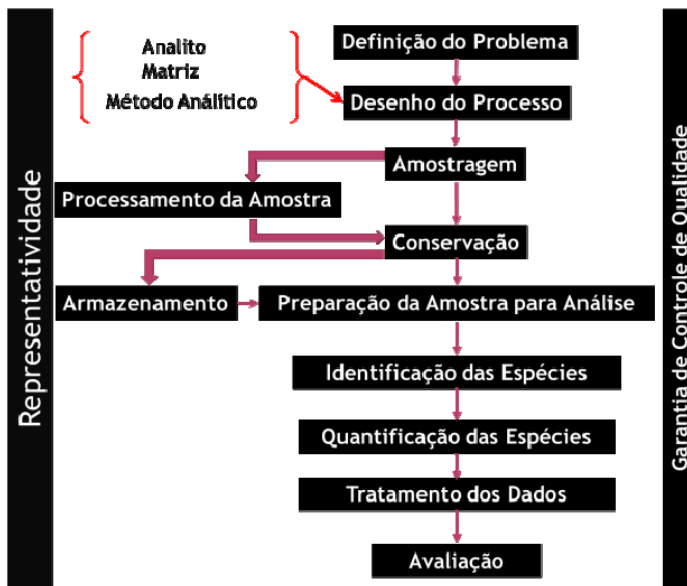 Representatividade
Analito
Matriz
Método Análítico
Definição do Problema
Desenho do Processo
Amostragem
Processamento da Amostra
Conservação
Armazenamento
Preparação da Amostra para Análise
Identificação das Espécies
Quantificação das Espécies
Tratamento dos Dados
Avaliação
Garantia de Controle de Qualidade